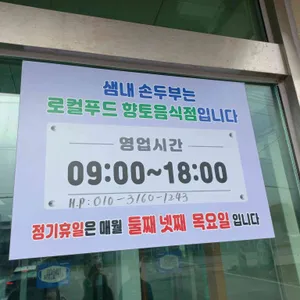 샘내 손두부는
로컬푸드 향토음식점입니다
영업시간
09:00~18:00
H.P: 010-3160-1243
정기휴일은 매월 둘째 넷째 목요일 입니다